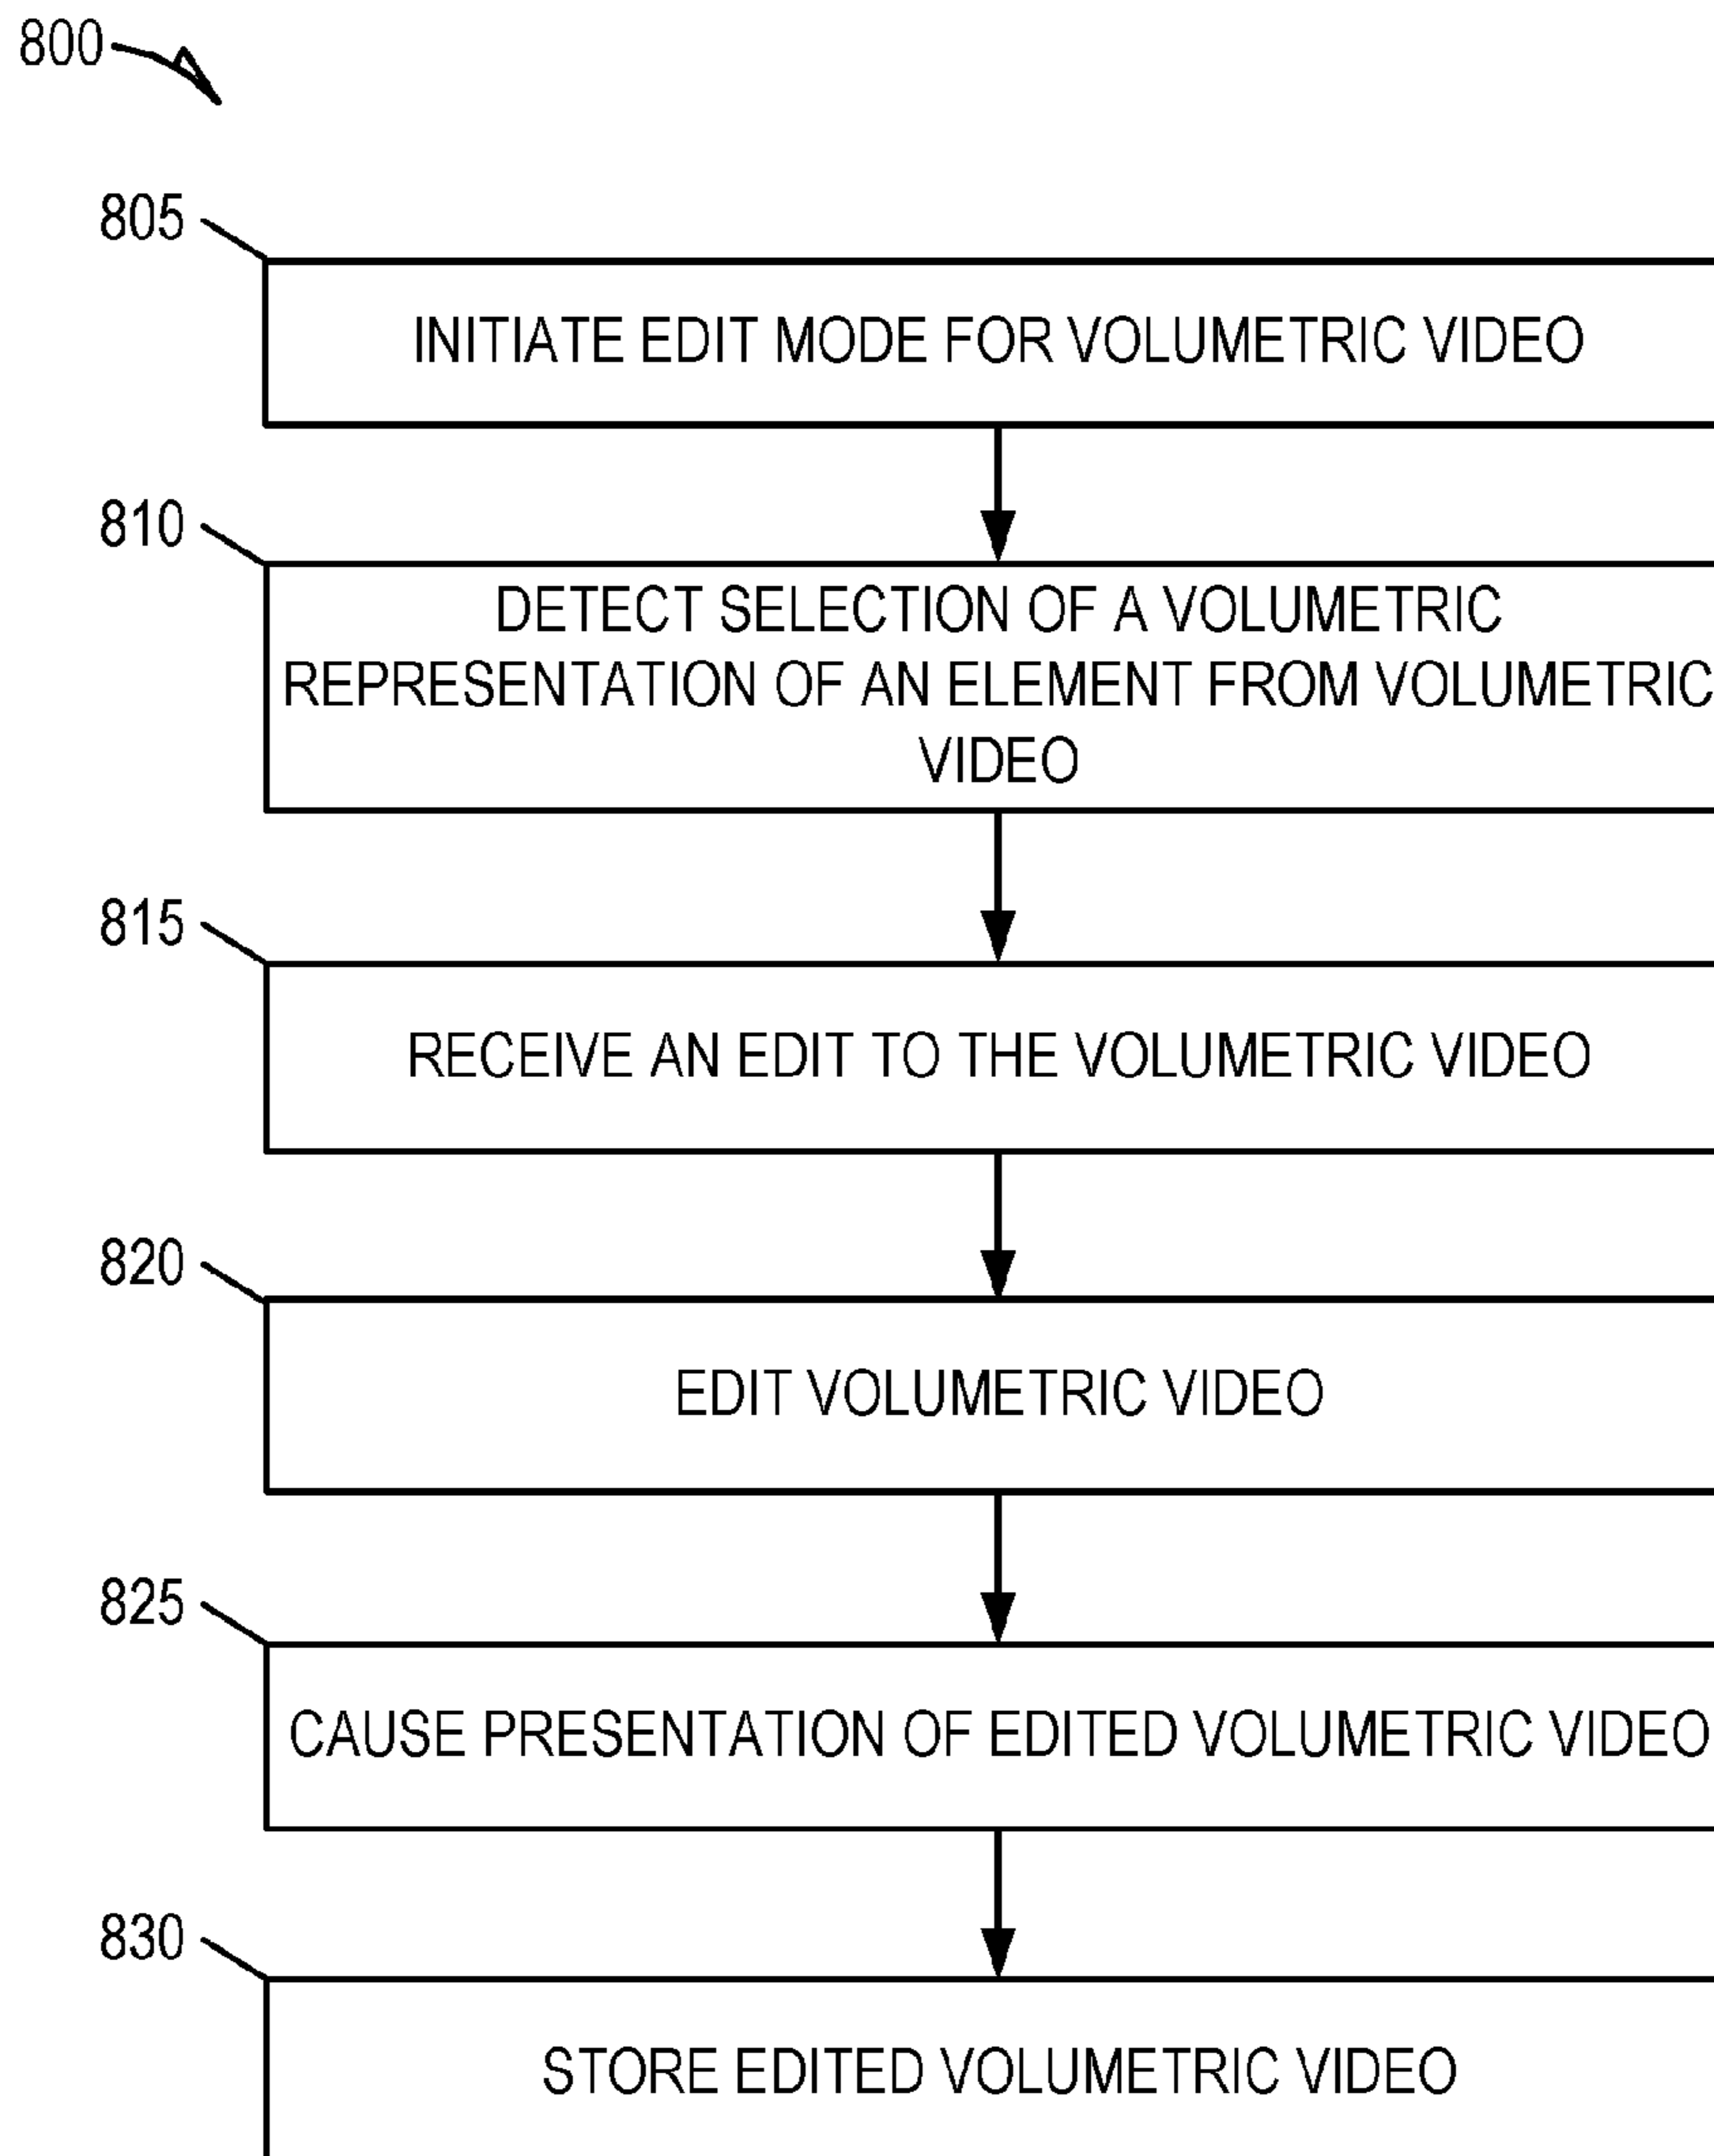 800
805
INITIATE EDIT MODE FOR VOLUMETRIC VIDEO
810
DETECT SELECTION OF A VOLUMETRIC
REPRESENTATION OF AN ELEMENT FROM VOLUMETRIC
VIDEO
815
RECEIVE AN EDIT TO THE VOLUMETRIC VIDEO
820
EDIT VOLUMETRIC VIDEO
825
CAUSE PRESENTATION OF EDITED VOLUMETRIC VIDEO
830
STORE EDITED VOLUMETRIC VIDEO